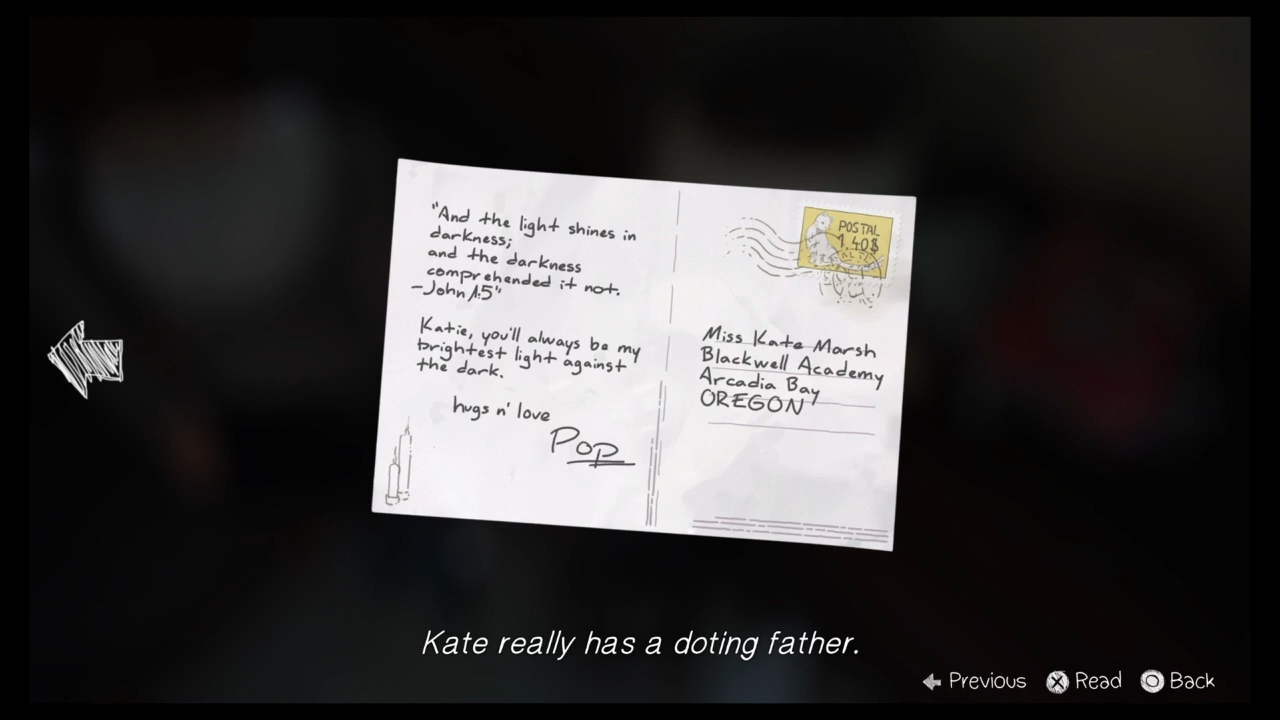 "And the light shines in
darkness;
and the darkness
comprehended it not.
-John 1:5"
Katie, you'll always be my
brightest light against
the dark.
hugs n' love
Pop
POSTAL
1.40$
Miss Kate Marsh
Blackwell Academy
Arcadia Bay
OREGON
Kate really has a doting father.
Previous
Read
Back